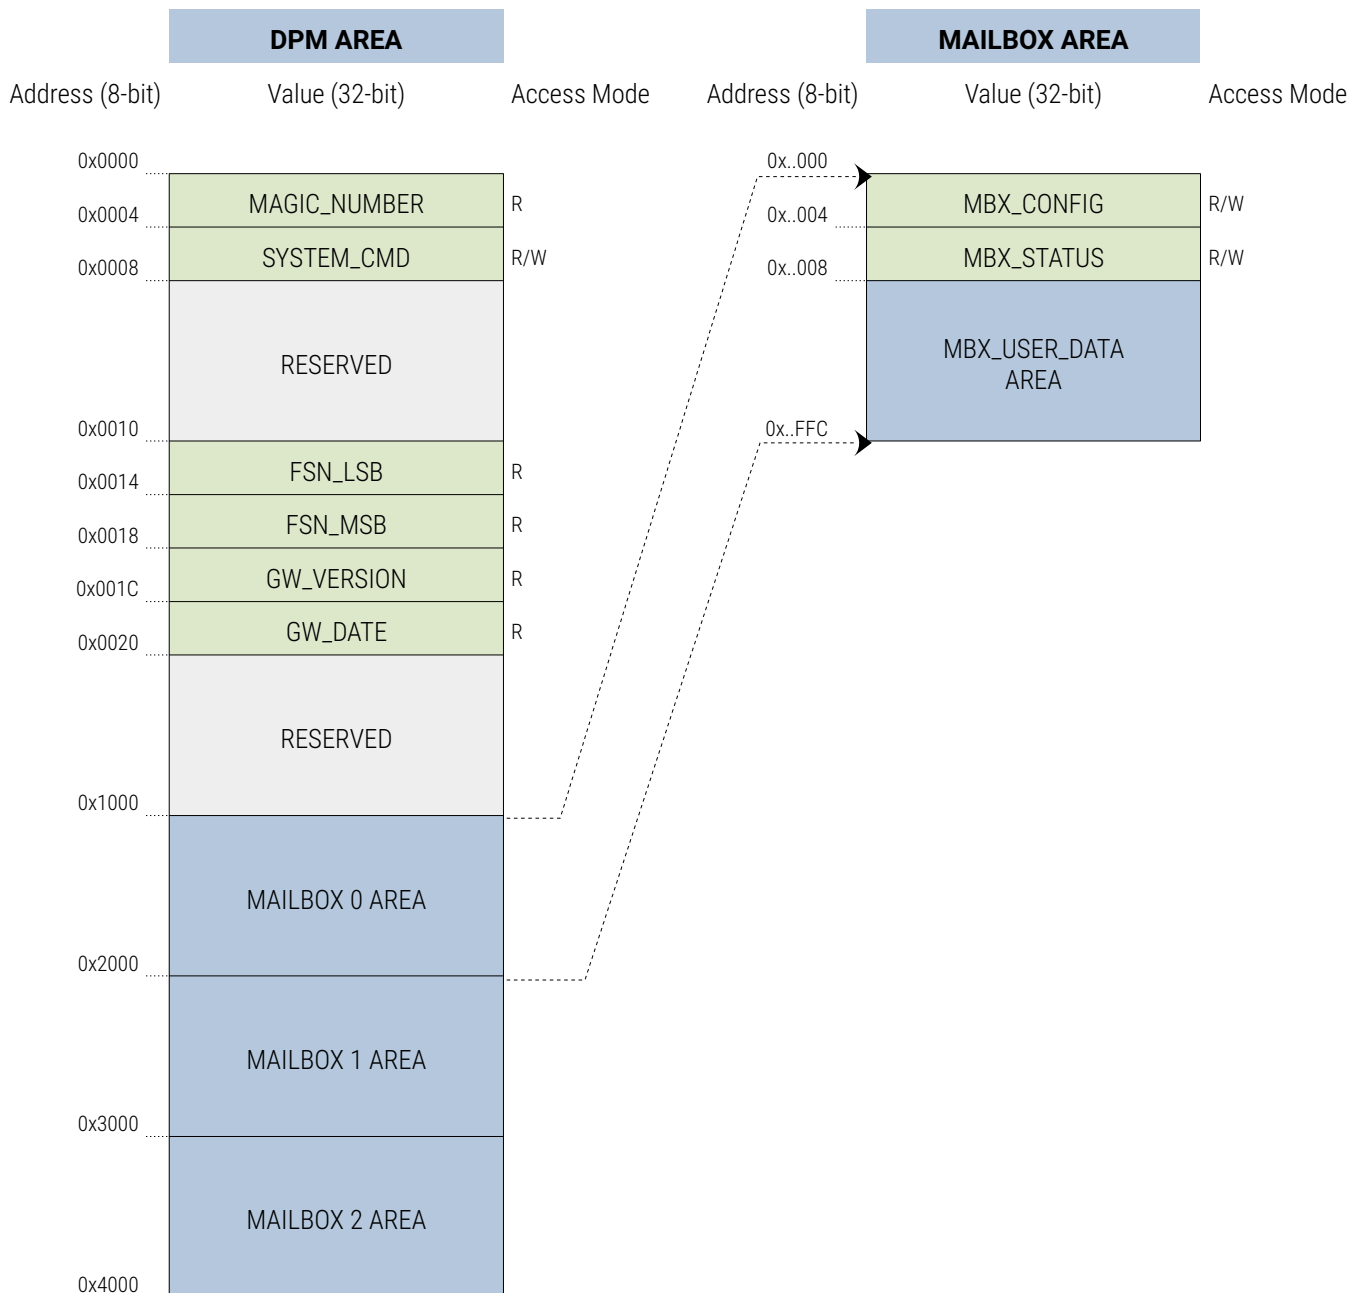 DPM AREA
MAILBOX AREA
Address (8-bit) Value (32-bit) Access Mode
Address (8-bit) Value (32-bit) Access Mode
0x0000
MAGIC_NUMBER R
0x0004
SYSTEM_CMD R/W
0x0008
RESERVED
0x0010
FSN_LSB R
0x0014
FSN_MSB R
0x0018
GW_VERSION R
0x001C
GW_DATE R
0x0020
RESERVED
0x1000
MAILBOX 0 AREA
0x2000
MAILBOX 1 AREA
0x3000
MAILBOX 2 AREA
0x4000
0x..000
MBX_CONFIG R/W
0x..004
MBX_STATUS R/W
0x..008
MBX_USER_DATA
AREA
0x..FFC